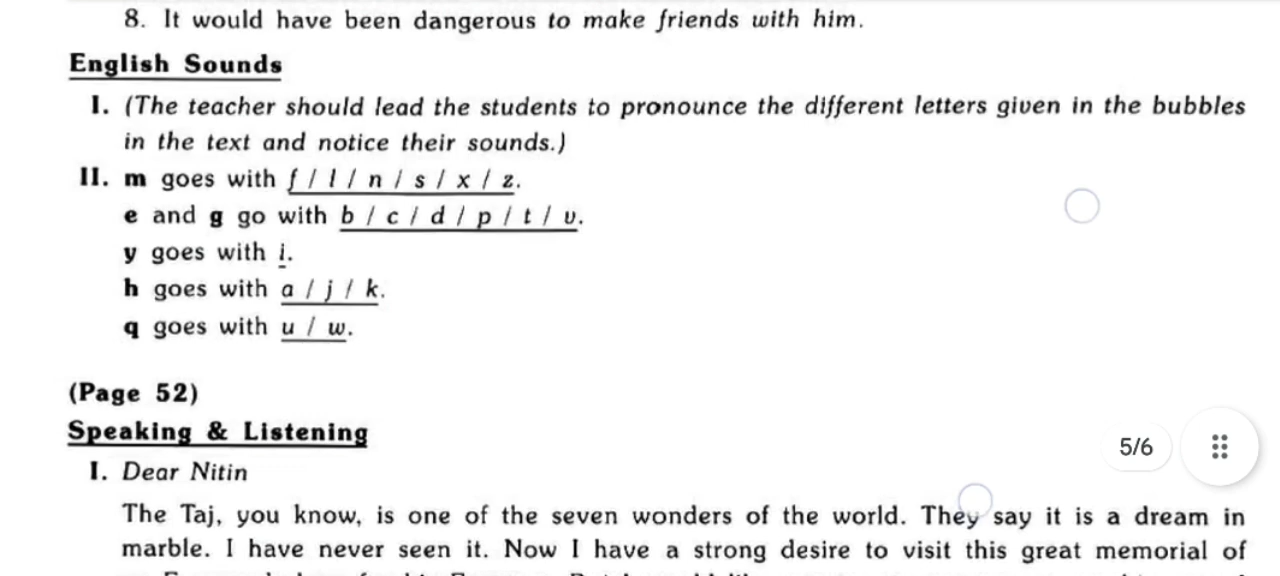 8. It would have been dangerous to make friends with him.
English Sounds
I. (The teacher should lead the students to pronounce the different letters given in the bubbles
in the text and notice their sounds.)
II. m goes with f / l / n / s / x / z.
e and g go with b / c / d / p / t / v.
y goes with i.
h goes with a / j / k.
q goes with u / w.
(Page 52)
Speaking & Listening
5/6
I. Dear Nitin
The Taj, you know, is one of the seven wonders of the world. They say it is a dream in
marble. I have never seen it. Now I have a strong desire to visit this great memorial of